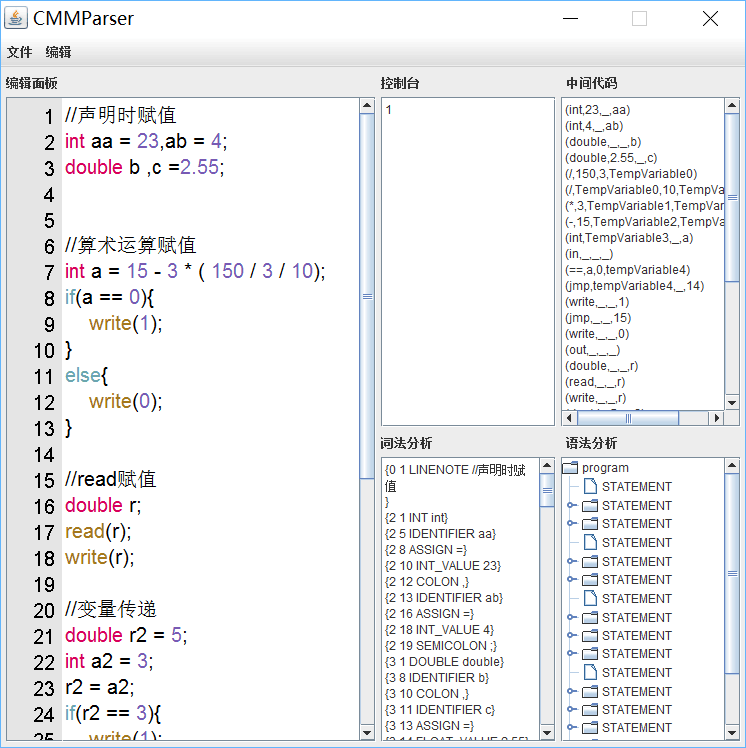 CMMParser
文件 编辑
编辑面板
1 //声明时赋值
2 int aa = 23,ab = 4;
3 double b ,c =2.55;
4
5
6 //算术运算赋值
7 int a = 15 - 3 * ( 150 / 3 / 10);
8 if(a == 0){
9 write(1);
10 }
11 else{
12 write(0);
13 }
14
15 //read赋值
16 double r;
17 read(r);
18 write(r);
19
20 //变量传递
21 double r2 = 5;
22 int a2 = 3;
23 r2 = a2;
24 if(r2 == 3){
write(1);
控制台
1
中间代码
(int,23,_,aa)
(int,4,_,ab)
(double,_,_,b)
(double,2.55,_,c)
(/,150,3,TempVariable0)
(/,TempVariable0,10,TempVa
(*,3,TempVariable1,TempVar
(-,15,TempVariable2,TempVa
(int,TempVariable3,_,a)
(in,_,_,_)
(==,a,0,tempVariable4)
(jmp,tempVariable4,_,14)
(write,_,_,1)
(jmp,_,_,15)
(write,_,_,0)
(out,_,_,_)
(double,_,_,r)
(read,_,_,r)
(write,_,_,r)
词法分析
{0 1 LINENOTE //声明时赋
值
}
{2 1 INT int}
{2 5 IDENTIFIER aa}
{2 8 ASSIGN =}
{2 10 INT_VALUE 23}
{2 12 COLON ,}
{2 13 IDENTIFIER ab}
{2 16 ASSIGN =}
{2 18 INT_VALUE 4}
{2 19 SEMICOLON ;}
{3 1 DOUBLE double}
{3 8 IDENTIFIER b}
{3 10 COLON ,}
{3 11 IDENTIFIER c}
{3 13 ASSIGN =}
{3 14 FLOAT_VALUE 2.55}
语法分析
program
STATEMENT
STATEMENT
STATEMENT
STATEMENT
STATEMENT
STATEMENT
STATEMENT
STATEMENT
STATEMENT
STATEMENT
STATEMENT
STATEMENT
STATEMENT
STATEMENT